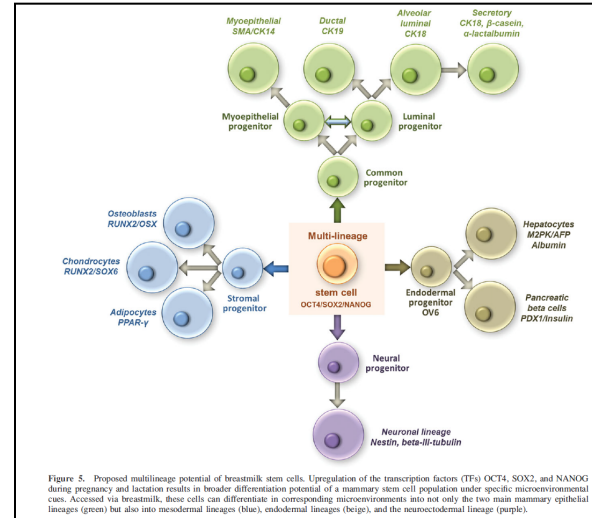 Myoepithelial
SMA/CK14
Ductal
CK19
Alveolar
luminal
CK18
Secretory
CK18, β-casein,
α-lactalbumin
Myoepithelial
progenitor
Luminal
progenitor
Common
progenitor
Osteoblasts
RUNX2/OSX
Chondrocytes
RUNX2/SOX6
Adipocytes
PPAR-γ
Stromal
progenitor
Multi-lineage
stem cell
OCT4/SOX2/NANOG
Endodermal
progenitor
OV6
Hepatocytes
M2PK/AFP
Albumin
Pancreatic
beta cells
PDX1/Insulin
Neural
progenitor
Neuronal lineage
Nestin, beta-III-tubulin
Figure 5. Proposed multilineage potential of breastmilk stem cells. Upregulation of the transcription factors (TFs) OCT4, SOX2, and NANOG
during pregnancy and lactation results in broader differentiation potential of a mammary stem cell population under specific microenvironmental
cues. Accessed via breastmilk, these cells can differentiate in corresponding microenvironments into not only the two main mammary epithelial
lineages (green) but also into mesodermal lineages (blue), endodermal lineages (beige), and the neuroectodermal lineage (purple).